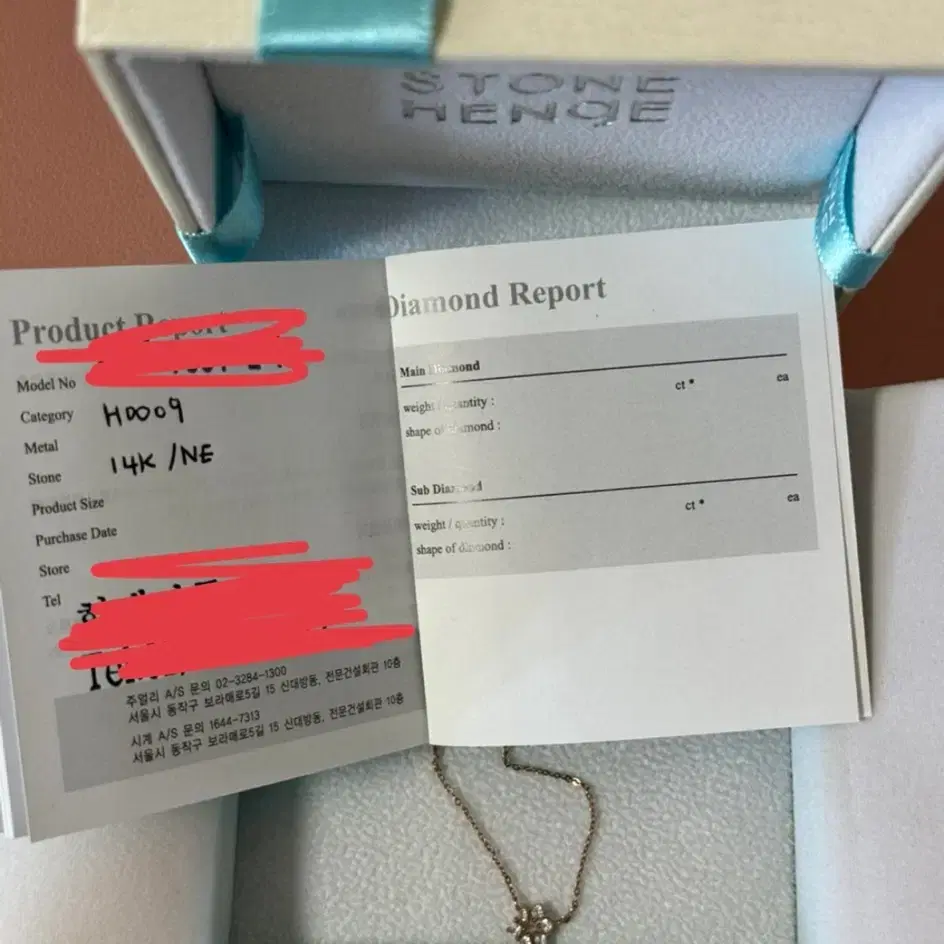 STONE
HENGE
Product Report
Model No
Category H0009
Metal
Stone 14K /NE
Product Size
Purchase Date
Store
Tel
주얼리 A/S 문의 02-3284-1300
서울시 동작구 보라매로5길 15 신대방동, 전문건설회관 10층
시계 A/S 문의 1644-7313
서울시 동작구 보라매로5길 15 신대방동, 전문건설회관 10층
Diamond Report
Main Diamond
weight / quantity : ct * ea
shape of diamond :
Sub Diamond
weight / quantity : ct * ea
shape of diamond :